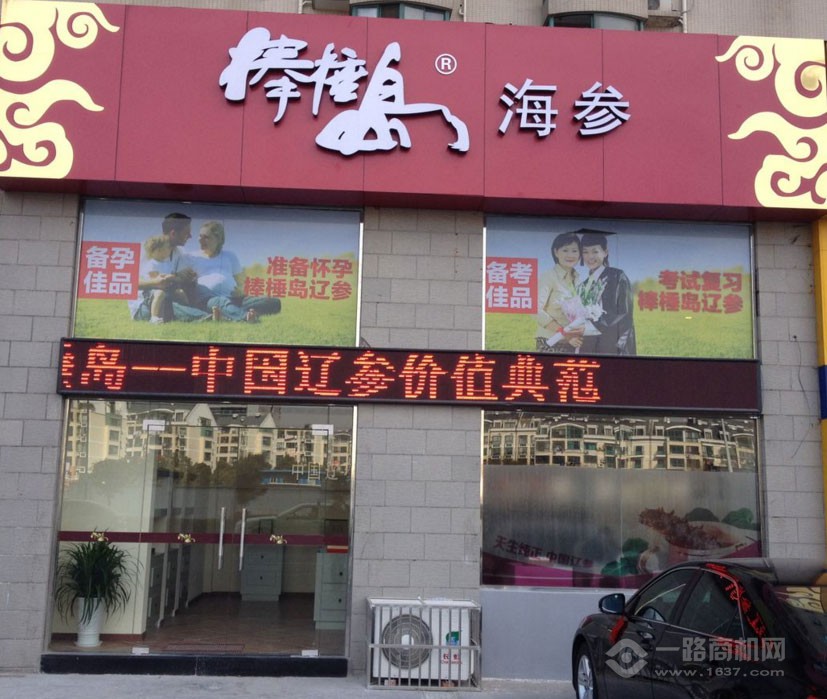 棒棰岛® 海参
备孕
佳品
准备怀孕
棒棰岛辽参
备考
佳品
考试复习
棒棰岛辽参
岛——中国辽参价值典范
天生纯正 中国辽参
中国辽
一路商机网
www.1637.com